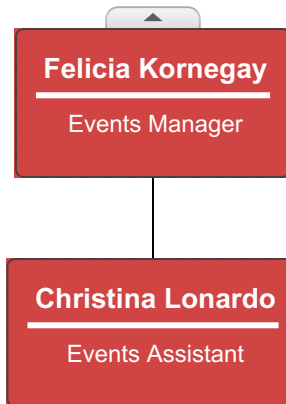 Felicia Kornegay
Events Manager
Christina Lonardo
Events Assistant